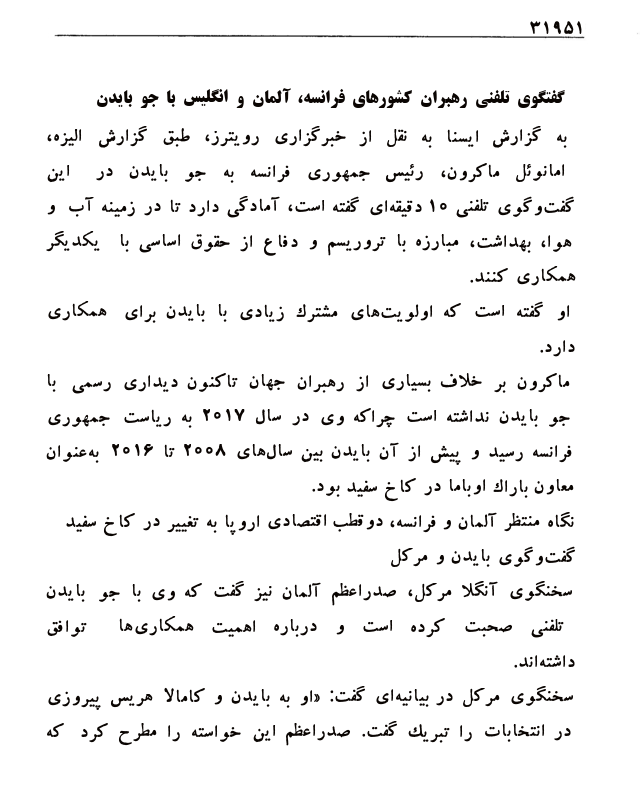 ۳۱۹۵۱
گفتگوی تلفنی رهبران کشورهای فرانسه، آلمان و انگلیس با جو بایدن
به گزارش ایسنا به نقل از خبرگزاری رویترز، طبق گزارش الیزه،
امانوئل ماکرون، رئیس جمهوری فرانسه به جو بایدن در این
گفت‌وگوی تلفنی ۱۰ دقیقه‌ای گفته است، آمادگی دارد تا در زمینه آب و
هوا، بهداشت، مبارزه با تروریسم و دفاع از حقوق اساسی با یکدیگر
همکاری کنند.
او گفته است که اولویت‌های مشترك زیادی با بایدن برای همکاری
دارد.
ماکرون بر خلاف بسیاری از رهبران جهان تاکنون دیداری رسمی با
جو بایدن نداشته است چراکه وی در سال ۲۰۱۷ به ریاست جمهوری
فرانسه رسید و پیش از آن بایدن بین سال‌های ۲۰۰۸ تا ۲۰۱۶ به‌عنوان
معاون باراك اوباما در کاخ سفید بود.
نگاه منتظر آلمان و فرانسه، دو قطب اقتصادی اروپا به تغییر در کاخ سفید
گفت‌وگوی بایدن و مرکل
سخنگوی آنگلا مرکل، صدراعظم آلمان نیز گفت که وی با جو بایدن
تلفنی صحبت کرده است و درباره اهمیت همکاری‌ها توافق
داشته‌اند.
سخنگوی مرکل در بیانیه‌ای گفت: «او به بایدن و کامالا هریس پیروزی
در انتخابات را تبریك گفت. صدراعظم این خواسته را مطرح کرد که